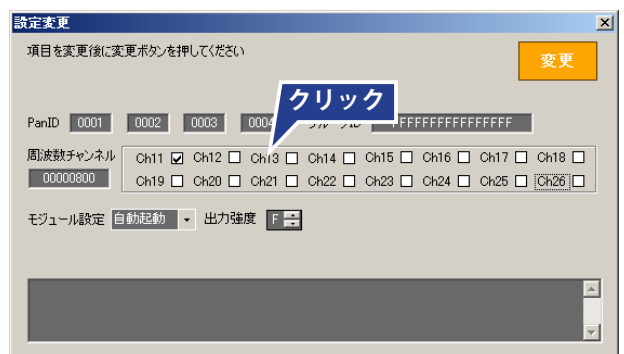 設定変更
項目を変更後に変更ボタンを押してください
変更
クリック
PanID 0001 0002 0003 0004 FFFFFFFFFFFFFFFF
周波数チャンネル Ch11 Ch12 Ch13 Ch14 Ch15 Ch16 Ch17 Ch18
00000800 Ch19 Ch20 Ch21 Ch22 Ch23 Ch24 Ch25 Ch26
モジュール設定 自動起動 出力強度 F